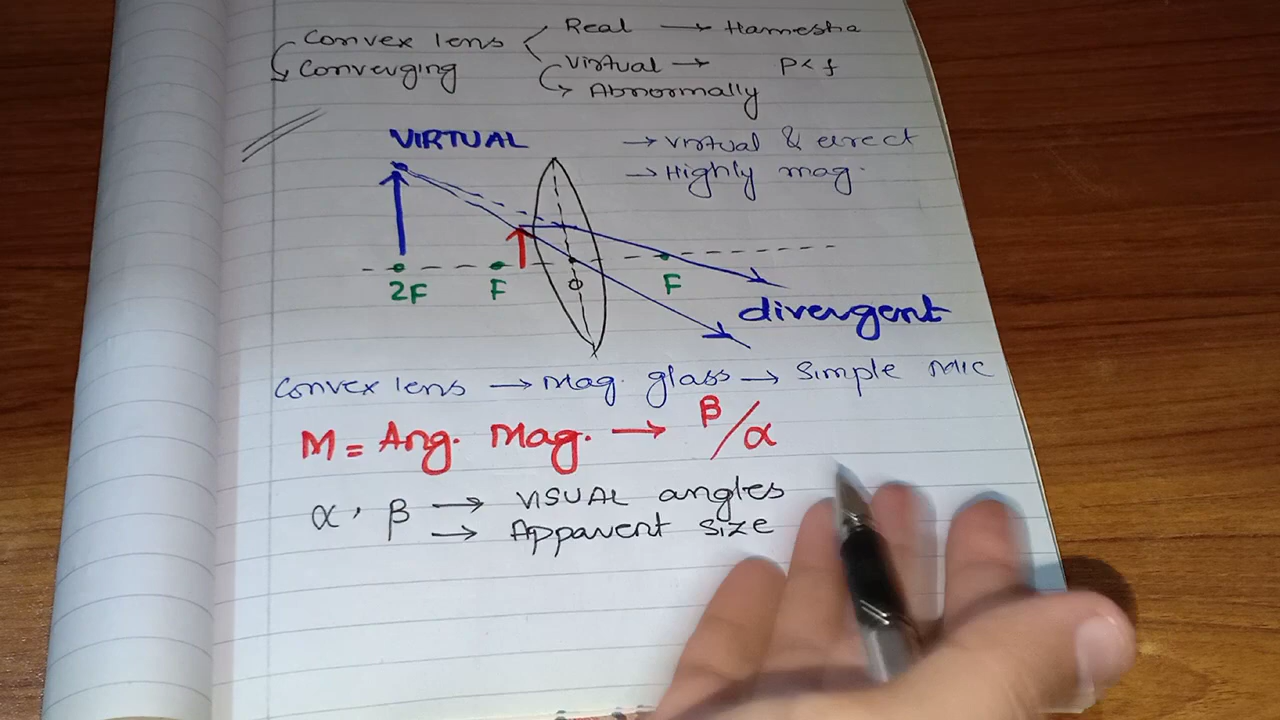 Convex lens Real → Hamesha
Converging Virtual → P < f
Abnormally
VIRTUAL → Virtual & erect
→ Highly mag.
2F F O F
divergent
Convex lens → Mag. glass → Simple mic
M = Ang. Mag. → β/α
α, β → VISUAL angles
→ Apparent size